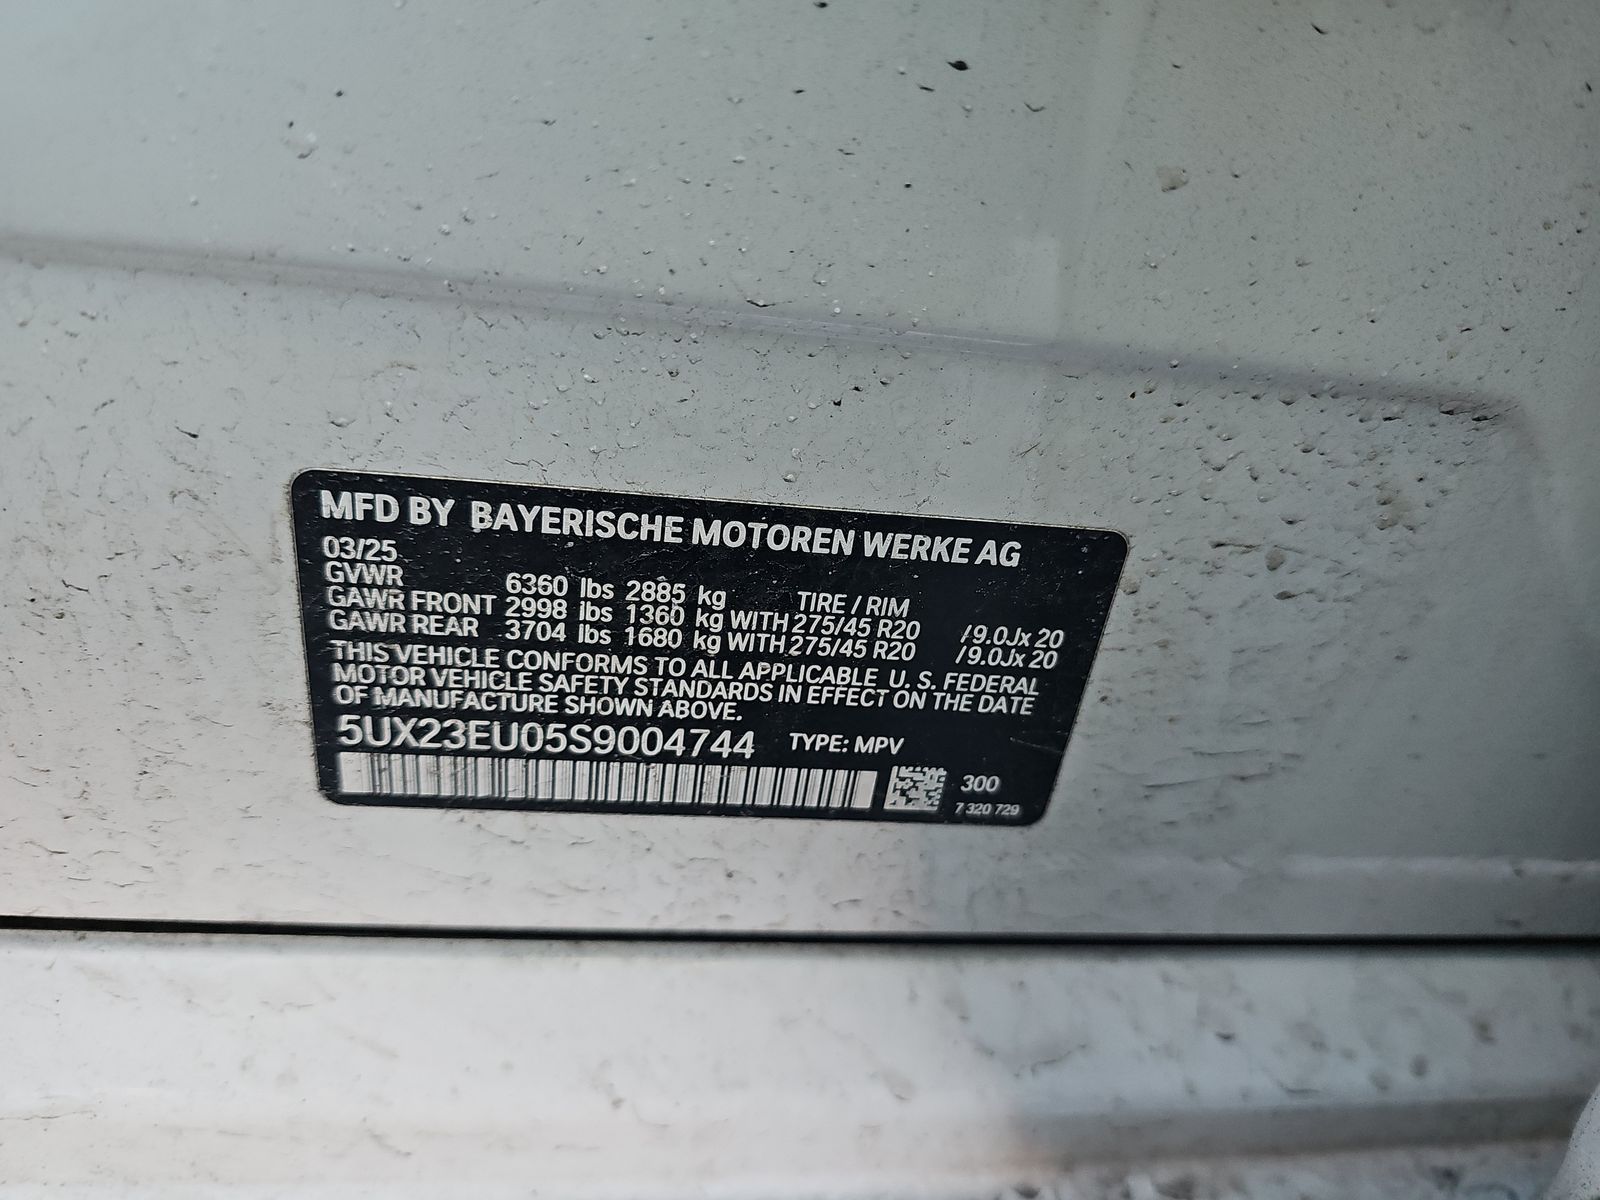 MFD BY BAYERISCHE MOTOREN WERKE AG
03/25
GVWR 6360 lbs 2885 kg TIRE / RIM
GAWR FRONT 2998 lbs 1360 kg WITH 275/45 R20 /9.0Jx 20
GAWR REAR 3704 lbs 1680 kg WITH 275/45 R20 /9.0Jx 20
THIS VEHICLE CONFORMS TO ALL APPLICABLE U. S. FEDERAL
MOTOR VEHICLE SAFETY STANDARDS IN EFFECT ON THE DATE
OF MANUFACTURE SHOWN ABOVE.
5UX23EU05S9004744 TYPE: MPV
300
7 320 729